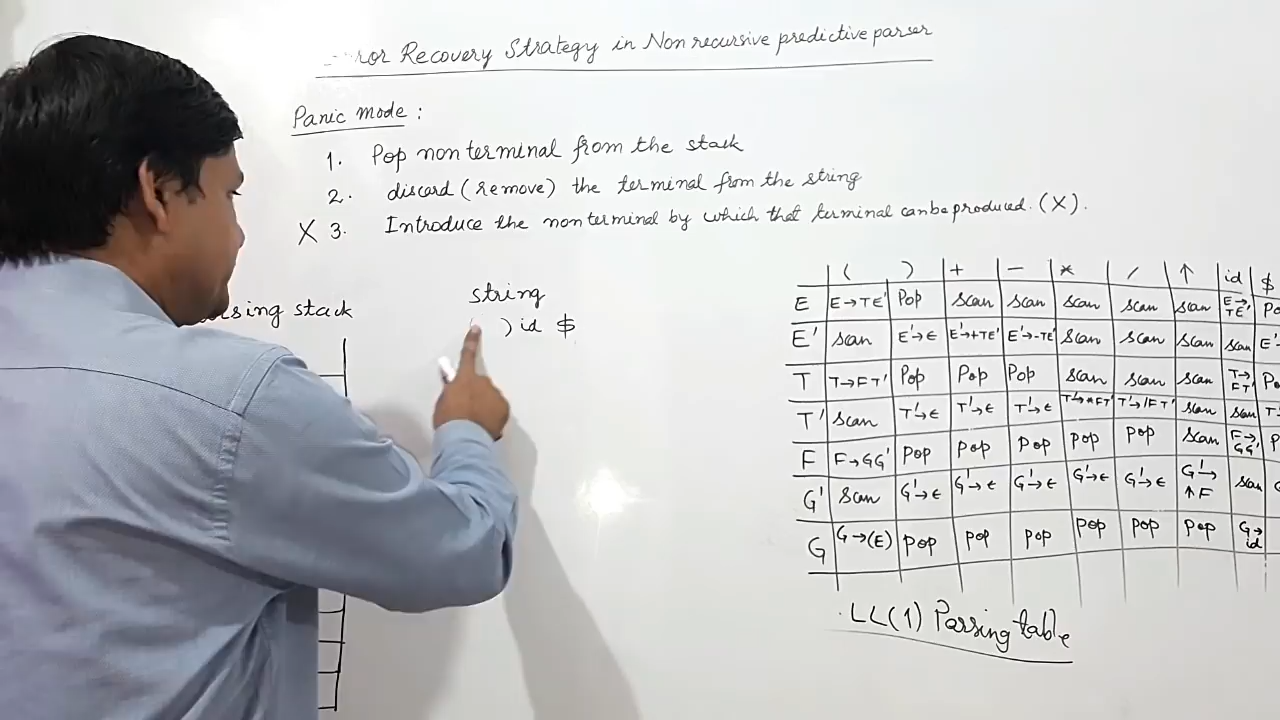 ror Recovery Strategy in Non recursive predictive parser
Panic mode :
1. Pop non terminal from the stack
2. discard (remove) the terminal from the string
X 3. Introduce the non terminal by which that terminal can be produced. (X).
sing stack
string
) id $
( ) + - * / ↑ id $
E E→TE' Pop scan scan scan scan scan E→TE'
E' scan E'→ϵ E'→+TE' E'→-TE' scan scan scan scan E'→
T T→FT' Pop Pop Pop scan scan scan T→FT'
T' scan T'→ϵ T'→ϵ T'→ϵ T'→*FT' T'→/FT' scan scan
F F→GG' Pop Pop Pop Pop Pop scan F→GG'
G' scan G'→ϵ G'→ϵ G'→ϵ G'→ϵ G'→ϵ G'→↑F scan
G G→(E) Pop Pop Pop Pop Pop Pop G→id
LL(1) Parsing table